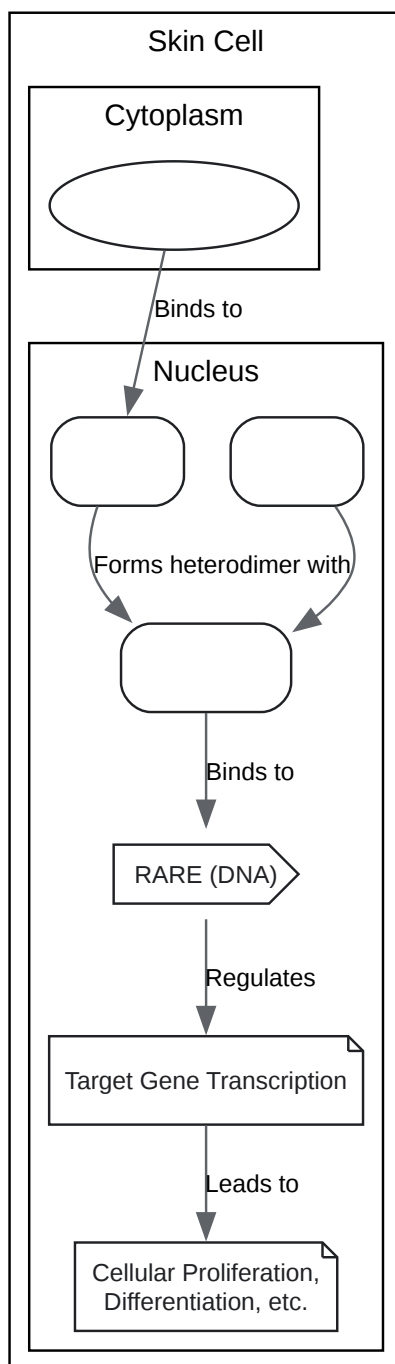 Skin Cell
Cytoplasm
Binds to
Nucleus
Forms heterodimer with
Binds to
RARE (DNA)
Regulates
Target Gene Transcription
Leads to
Cellular Proliferation,
Differentiation, etc.